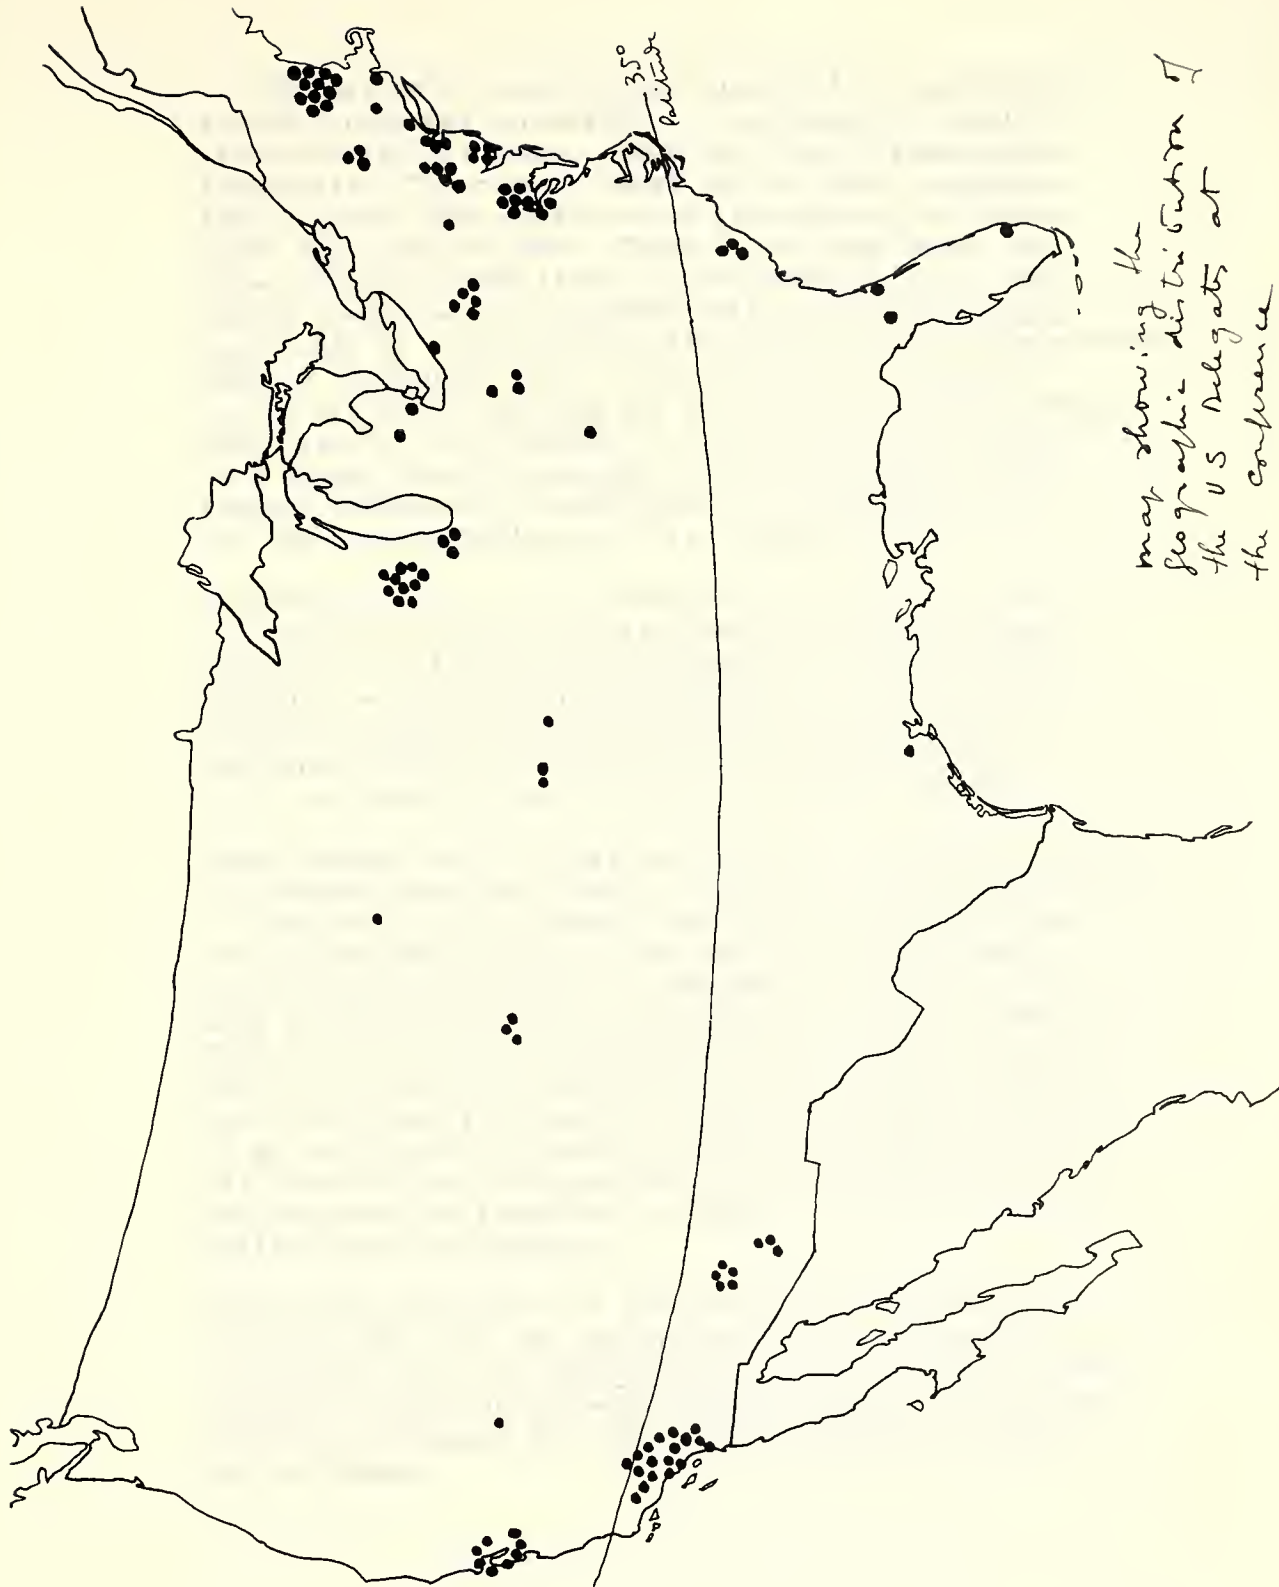 35°
Latitude
map showing the
geographic distribution of
the US Delegates at
the conference